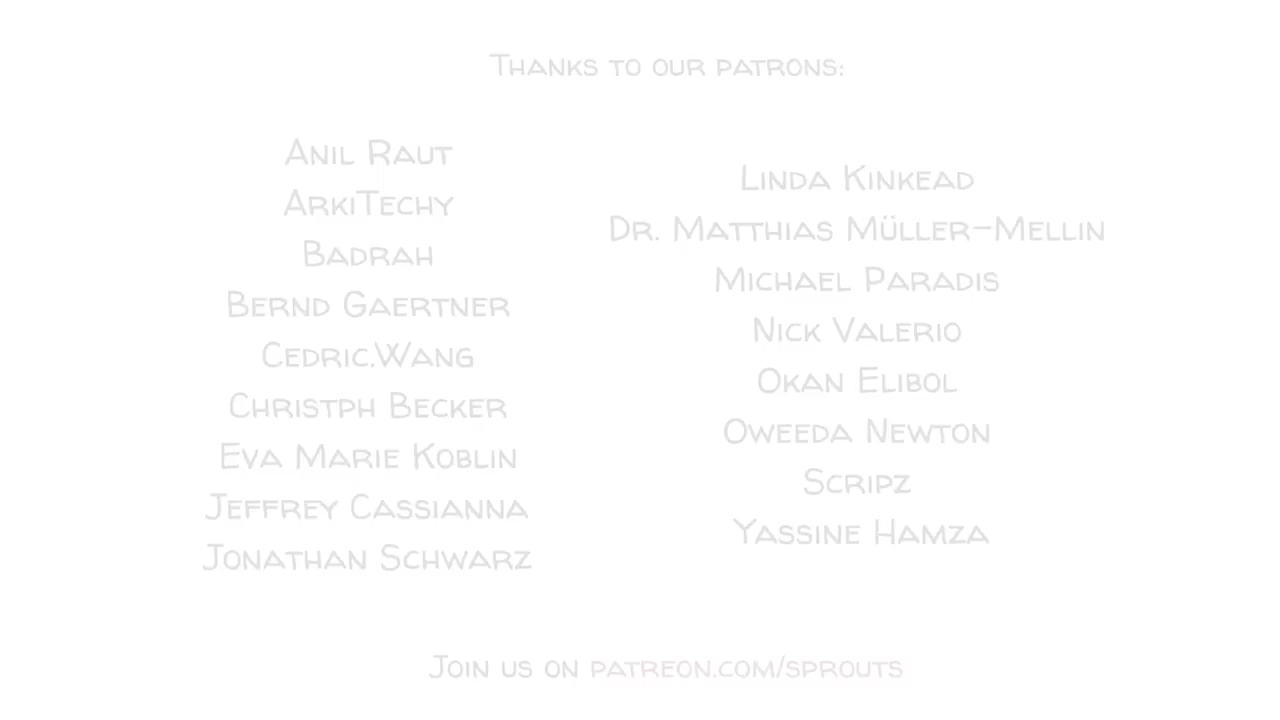 Thanks to our patrons:
Anil Raut
ArkiTechy
Badrah
Bernd Gaertner
Cedric.Wang
Christph Becker
Eva Marie Koblin
Jeffrey Cassianna
Jonathan Schwarz
Linda Kinkead
Dr. Matthias Müller-Mellin
Michael Paradis
Nick Valerio
Okan Elibol
Oweeda Newton
Scripz
Yassine Hamza
Join us on patreon.com/sprouts